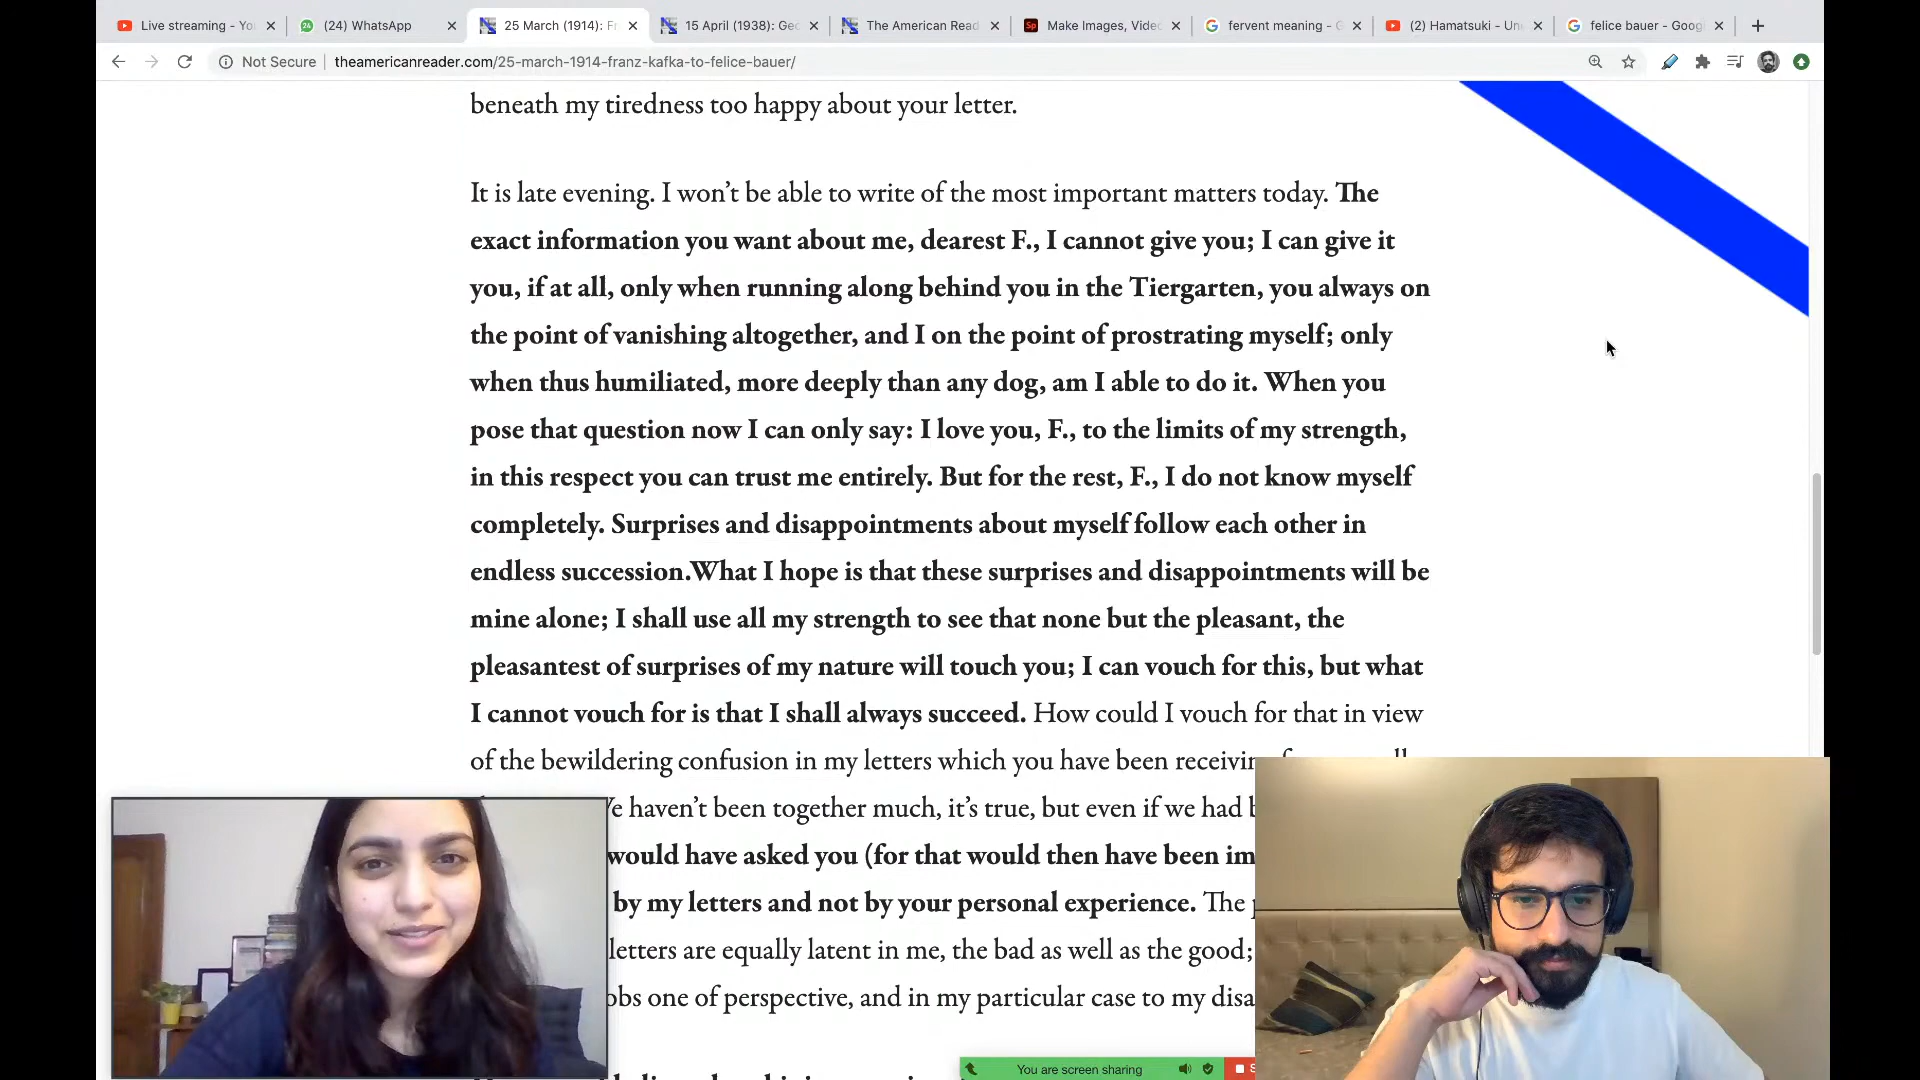 Live streaming - Yo
(24) WhatsApp
25 March (1914): Fr
15 April (1938): Geo
The American Read
Make Images, Video
fervent meaning - G
(2) Hamatsuki - Un
felice bauer - Goog
Not Secure
theamericanreader.com/25-march-1914-franz-kafka-to-felice-bauer/
beneath my tiredness too happy about your letter.
It is late evening. I won’t be able to write of the most important matters today. The
exact information you want about me, dearest F., I cannot give you; I can give it
you, if at all, only when running along behind you in the Tiergarten, you always on
the point of vanishing altogether, and I on the point of prostrating myself; only
when thus humiliated, more deeply than any dog, am I able to do it. When you
pose that question now I can only say: I love you, F., to the limits of my strength,
in this respect you can trust me entirely. But for the rest, F., I do not know myself
completely. Surprises and disappointments about myself follow each other in
endless succession.What I hope is that these surprises and disappointments will be
mine alone; I shall use all my strength to see that none but the pleasant, the
pleasantest of surprises of my nature will touch you; I can vouch for this, but what
I cannot vouch for is that I shall always succeed. How could I vouch for that in view
of the bewildering confusion in my letters which you have been receiving
haven’t been together much, it’s true, but even if we had
would have asked you (for that would then have been im
by my letters and not by your personal experience. The
letters are equally latent in me, the bad as well as the good;
one of perspective, and in my particular case to my disa
You are screen sharing